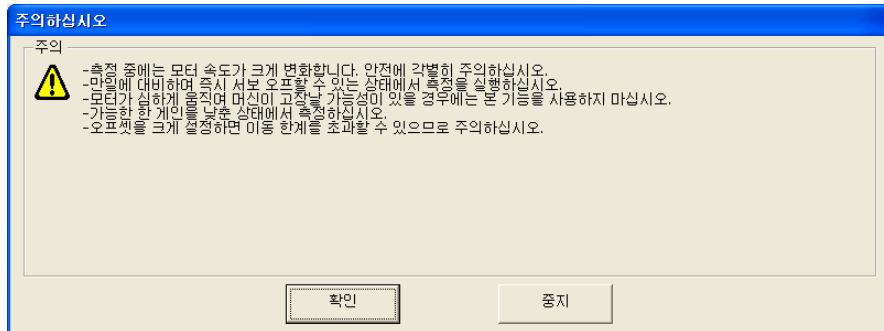 주의하십시오
주의
-측정 중에는 모터 속도가 크게 변화합니다. 안전에 각별히 주의하십시오.
-만일에 대비하여 즉시 서보 오프할 수 있는 상태에서 측정을 실행하십시오.
-모터가 심하게 움직여 머신이 고장날 가능성이 있을 경우에는 본 기능을 사용하지 마십시오.
-가능한 한 게인을 낮춘 상태에서 측정하십시오.
-오프셋을 크게 설정하면 이동 한계를 초과할 수 있으므로 주의하십시오.
확인
중지